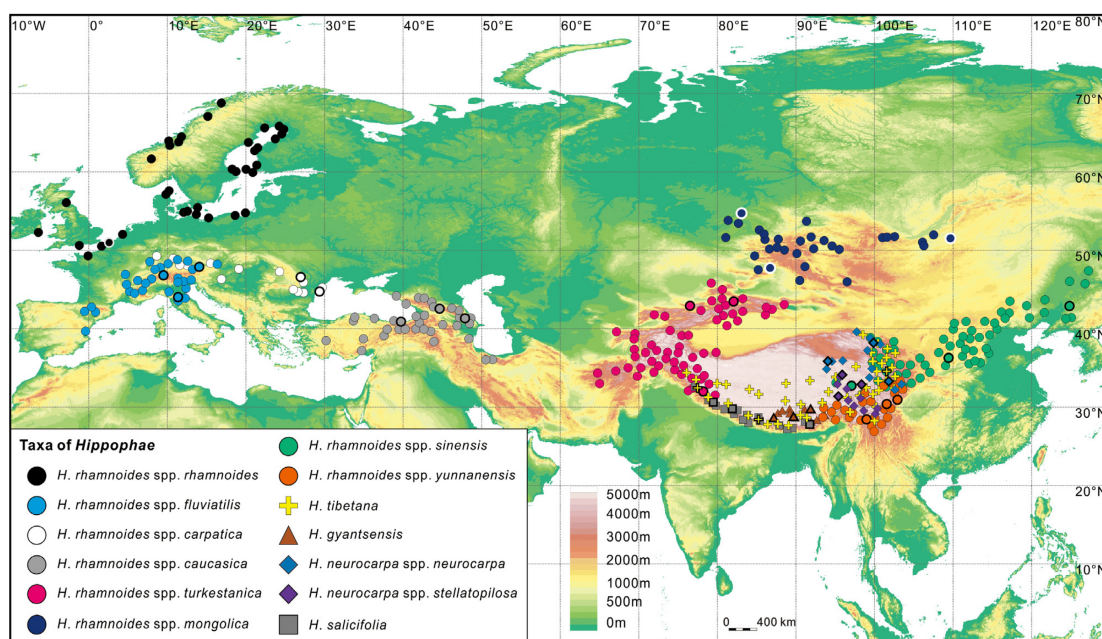 10°W 0° 10°E 20°E 30°E 40°E 50°E 60°E 70°E 80°E 90°E 100°E 110°E 120°E 80°N
70°N
60°N
50°N
40°N
30°N
20°N
10°N
Taxa of Hippophae
H. rhamnoides spp. rhamnoides
H. rhamnoides spp. fluviatilis
H. rhamnoides spp. carpatica
H. rhamnoides spp. caucasica
H. rhamnoides spp. turkestanica
H. rhamnoides spp. mongolica
H. rhamnoides spp. sinensis
H. rhamnoides spp. yunnanensis
H. tibetana
H. gyantsensis
H. neurocarpa spp. neurocarpa
H. neurocarpa spp. stellatopilosa
H. salicifolia
5000m
4000m
3000m
2000m
1000m
500m
0m
0 400 km